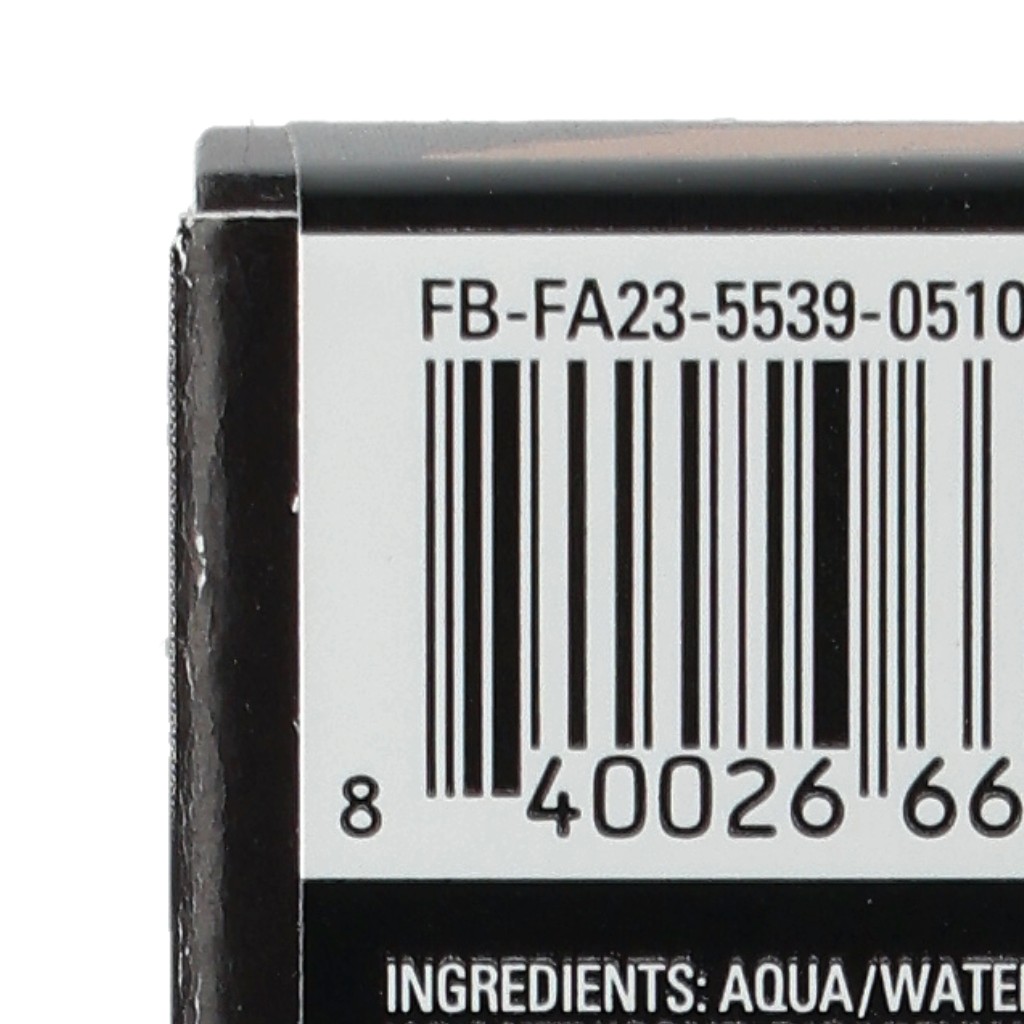 FB-FA23-5539-0510
8 40026 66
INGREDIENTS: AQUA/WATE